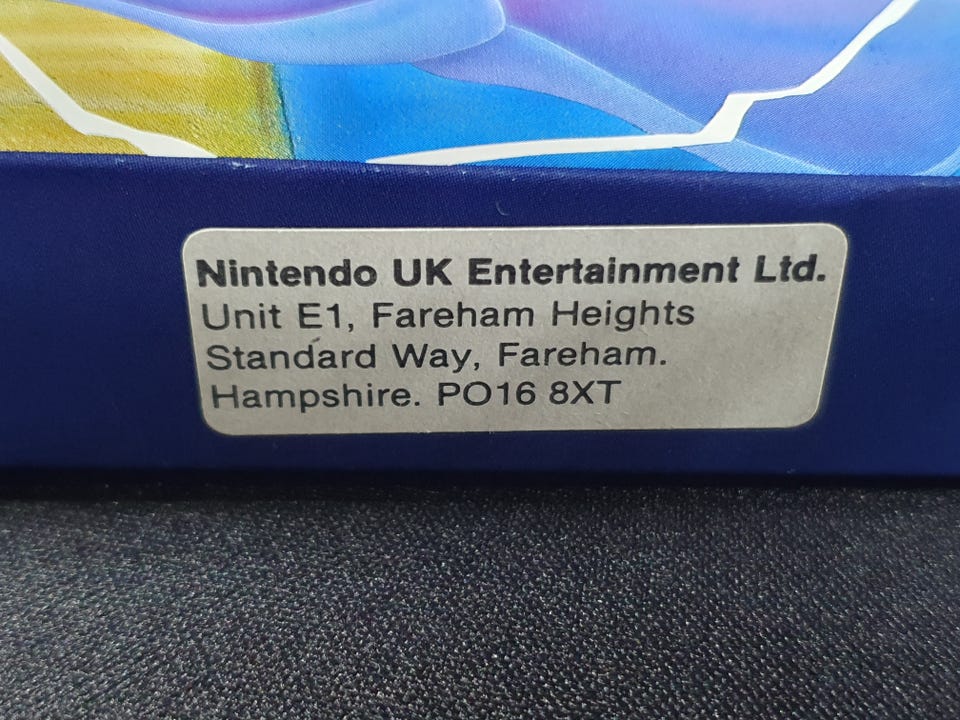 Nintendo UK Entertainment Ltd.
Unit E1, Fareham Heights
Standard Way, Fareham.
Hampshire. PO16 8XT